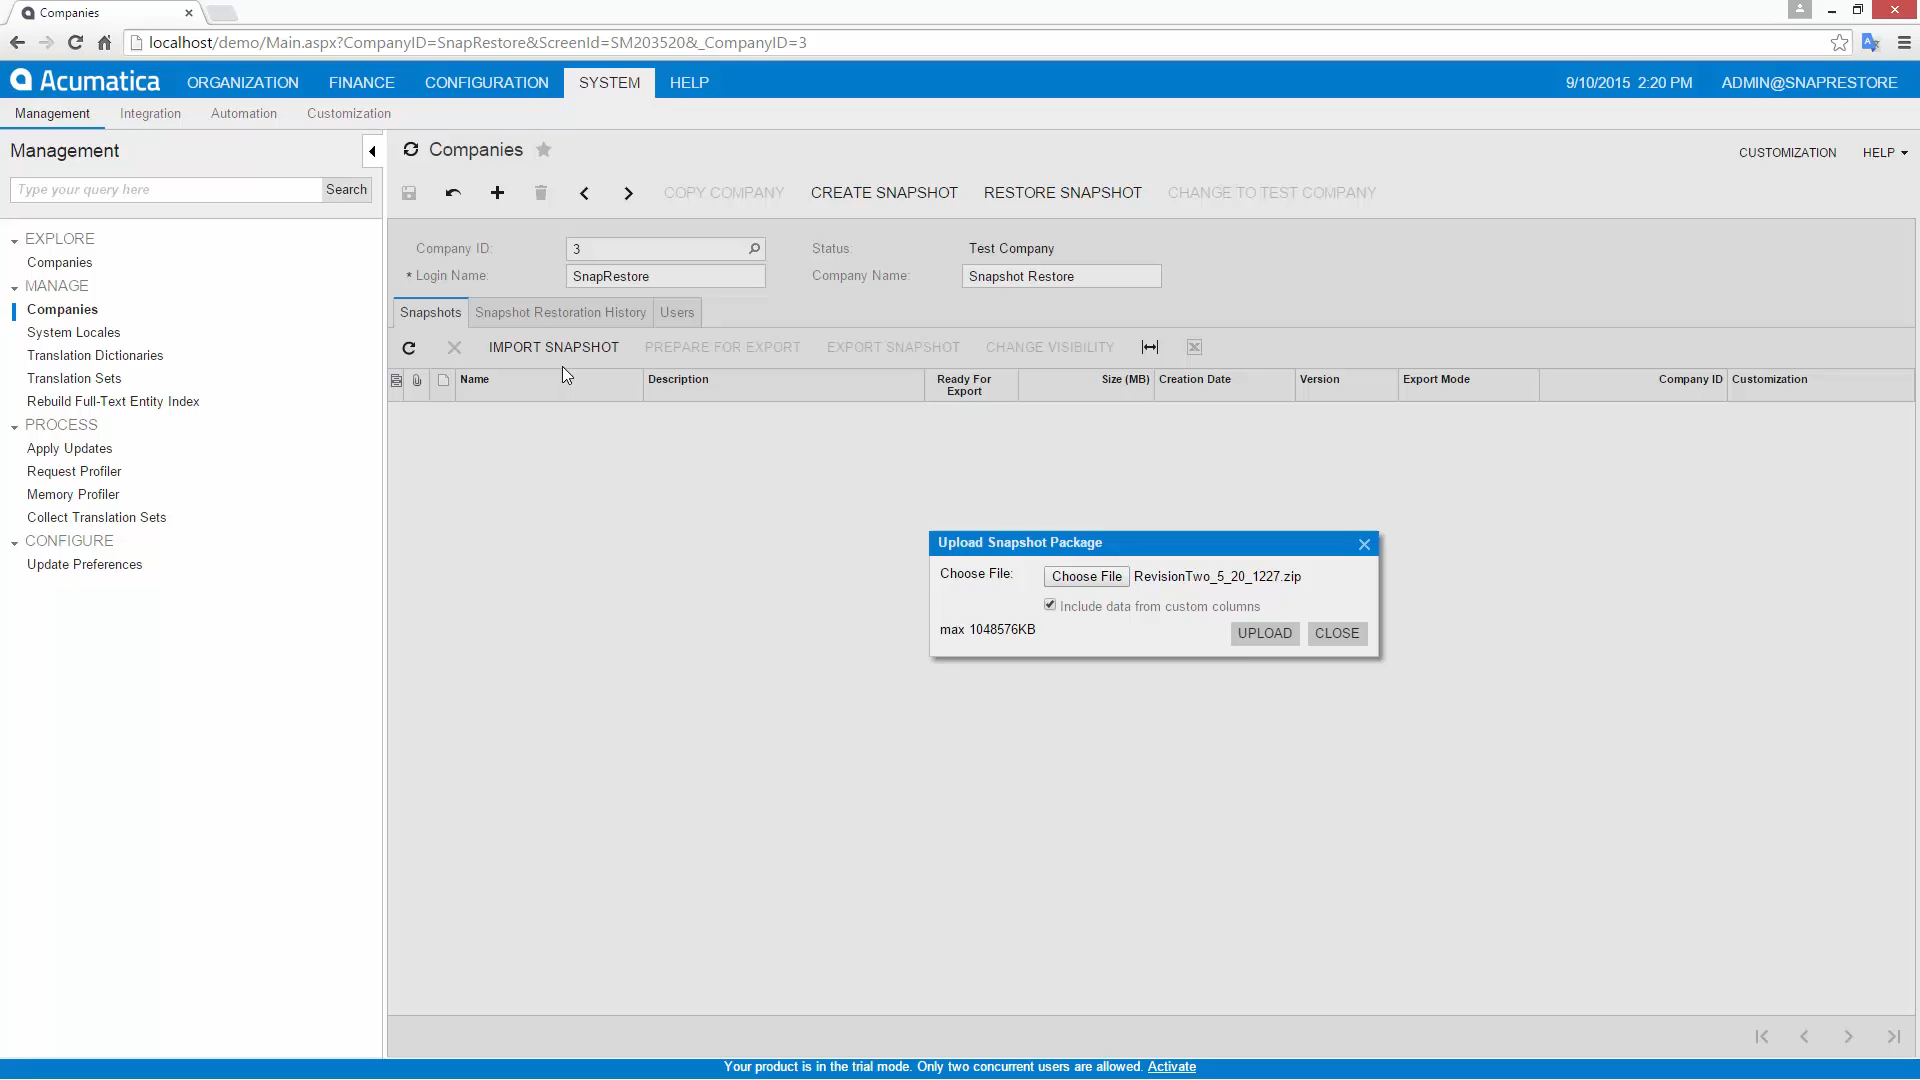 Companies
localhost/demo/Main.aspx?CompanyID=SnapRestore&ScreenId=SM203520&_CompanyID=3
Acumatica ORGANIZATION FINANCE CONFIGURATION SYSTEM HELP 9/10/2015 2:20 PM ADMIN@SNAPRESTORE
Management Integration Automation Customization
Management
Type your query here Search
EXPLORE
Companies
MANAGE
Companies
System Locales
Translation Dictionaries
Translation Sets
Rebuild Full-Text Entity Index
PROCESS
Apply Updates
Request Profiler
Memory Profiler
Collect Translation Sets
CONFIGURE
Update Preferences
Companies CUSTOMIZATION HELP
COPY COMPANY CREATE SNAPSHOT RESTORE SNAPSHOT CHANGE TO TEST COMPANY
Company ID: 3 Status: Test Company
* Login Name: SnapRestore Company Name: Snapshot Restore
Snapshots Snapshot Restoration History Users
IMPORT SNAPSHOT PREPARE FOR EXPORT EXPORT SNAPSHOT CHANGE VISIBILITY
Name Description Ready For Export Size (MB) Creation Date Version Export Mode Company ID Customization
Upload Snapshot Package
Choose File: Choose File RevisionTwo_5_20_1227.zip
Include data from custom columns
max 1048576KB UPLOAD CLOSE
Your product is in the trial mode. Only two concurrent users are allowed. Activate